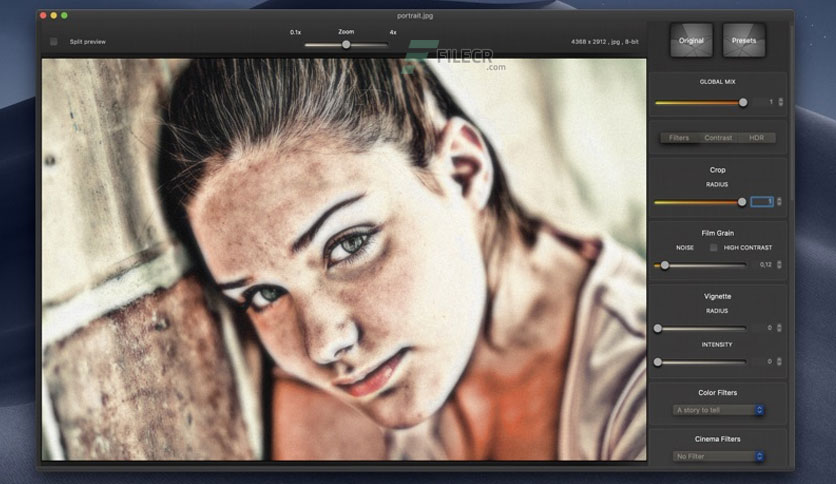 portrait.jpg
Split preview
0.1x
Zoom
4x
4368 x 2912 , jpg , 8-bit
FILECR
.com
Original
Presets
GLOBAL MIX
1
Filters
Contrast
HDR
Crop
RADIUS
1
Film Grain
NOISE
HIGH CONTRAST
0,12
Vignette
RADIUS
0
INTENSITY
0
Color Filters
A story to tell
Cinema Filters
No Filter